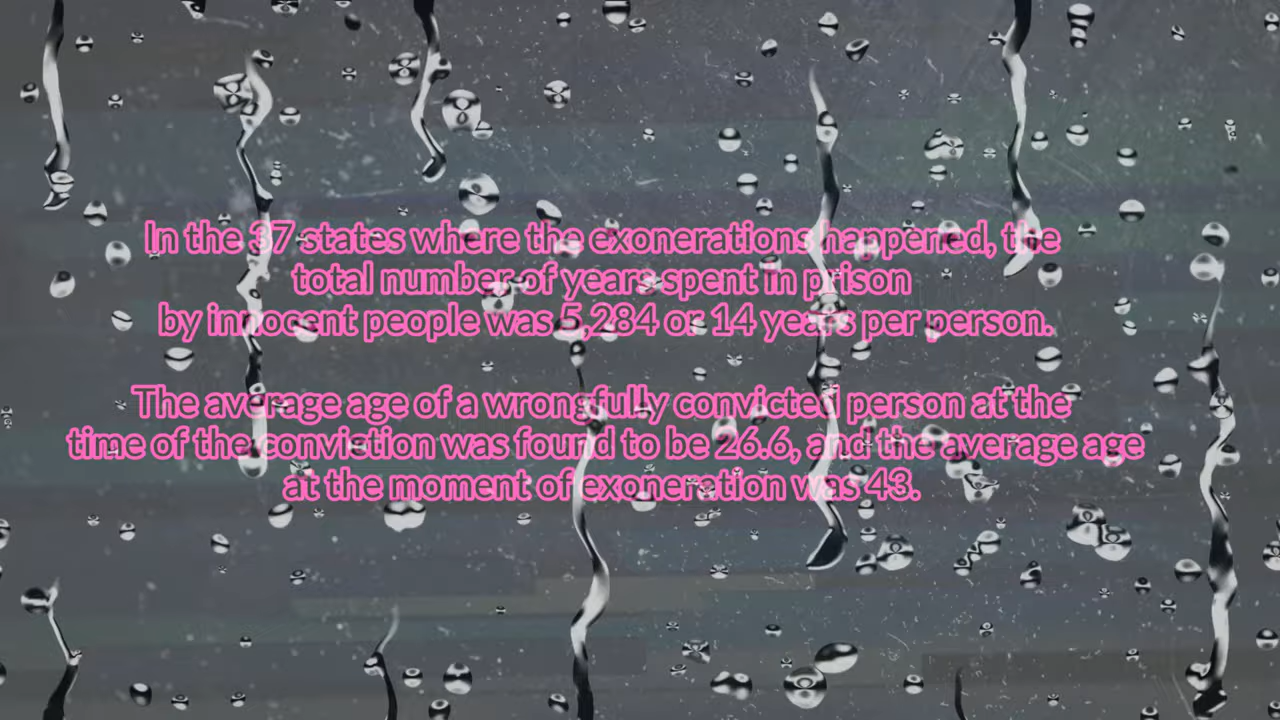 In the 37 states where the exonerations happened, the
total number of years spent in prison
by innocent people was 5,284 or 14 years per person.
The average age of a wrongfully convicted person at the
time of the conviction was found to be 26.6, and the average age
at the moment of exoneration was 43.